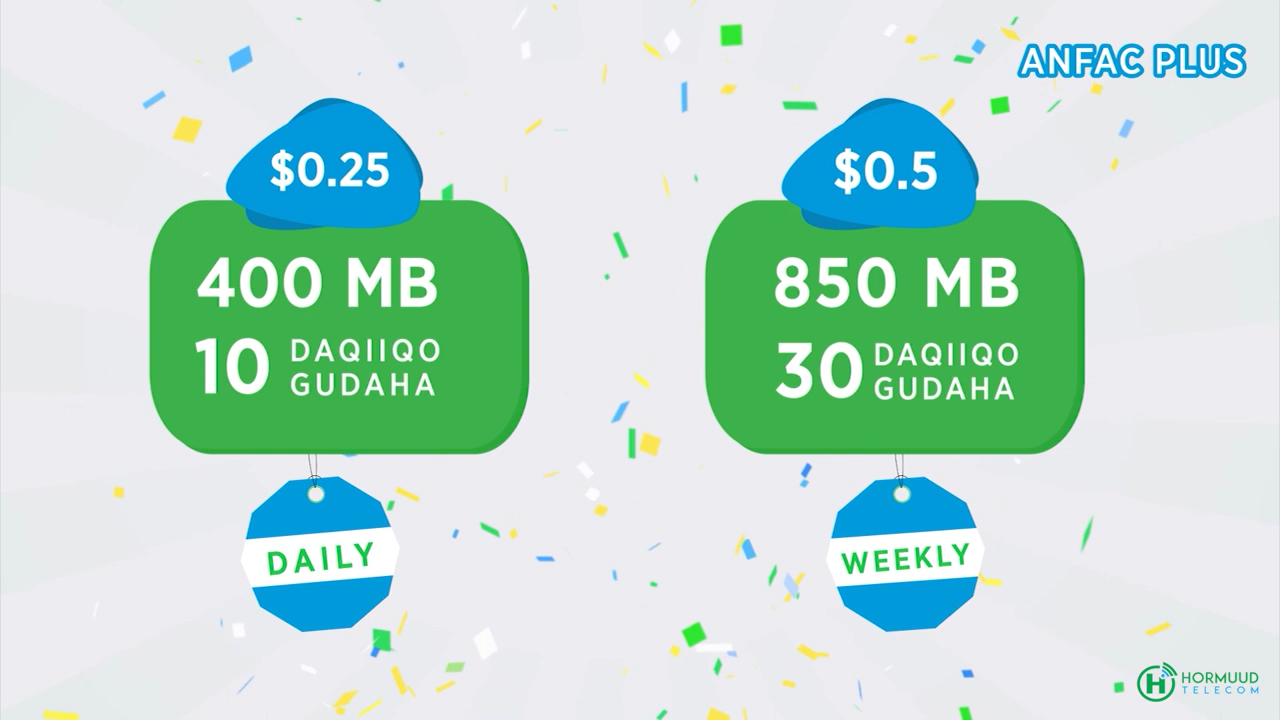 ANFAC PLUS
$0.25
400 MB
10 DAQIIQO
GUDAHA
DAILY
$0.5
850 MB
30 DAQIIQO
GUDAHA
WEEKLY
HORMUUD
TELECOM